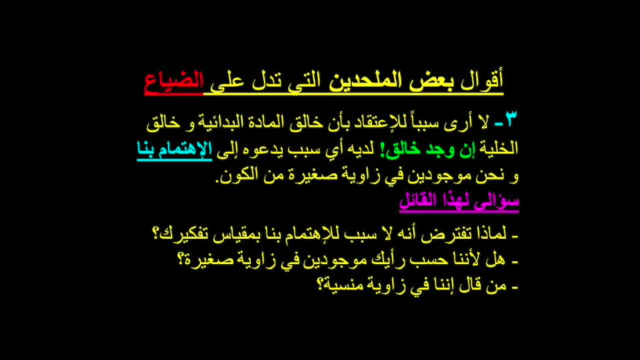 أقوال بعض الملحدين التي تدل على الضياع
٣- لا أرى سبباً للإعتقاد بأن خالق المادة البدائية و خالق
الخلية إن وجد خالق! لديه أي سبب يدعوه إلى الإهتمام بنا
و نحن موجودين في زاوية صغيرة من الكون.
سؤالي لهذا القائل
- لماذا تفترض أنه لا سبب للإهتمام بنا بمقياس تفكيرك؟
- هل لأننا حسب رأيك موجودين في زاوية صغيرة؟
- من قال إننا في زاوية منسية؟